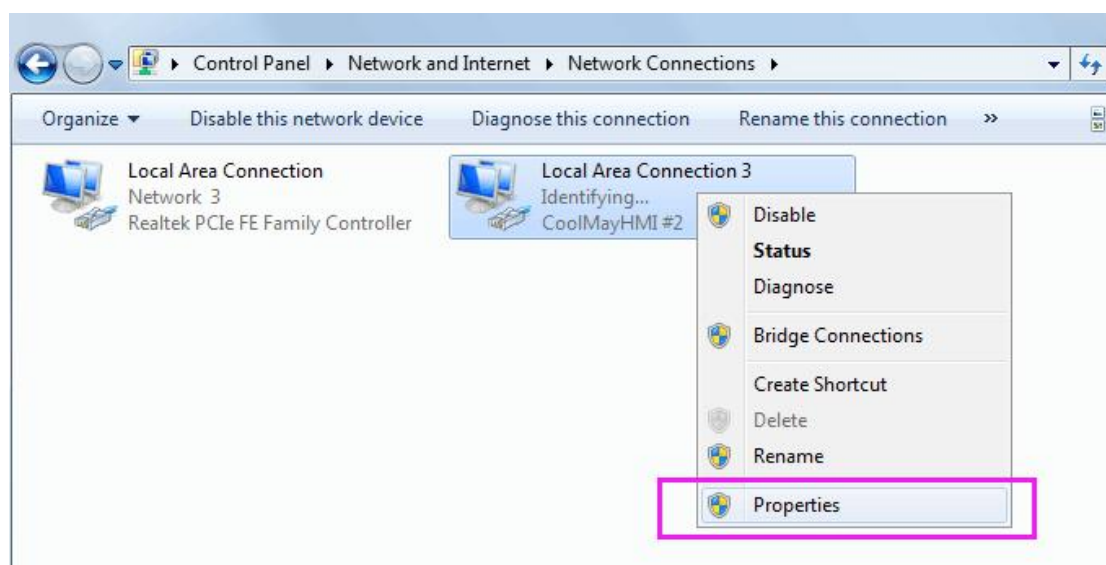 Control Panel Network and Internet Network Connections
Organize Disable this network device Diagnose this connection Rename this connection »
Local Area Connection
Network 3
Realtek PCIe FE Family Controller
Local Area Connection 3
Identifying...
CoolMayHMI #2
Disable
Status
Diagnose
Bridge Connections
Create Shortcut
Delete
Rename
Properties